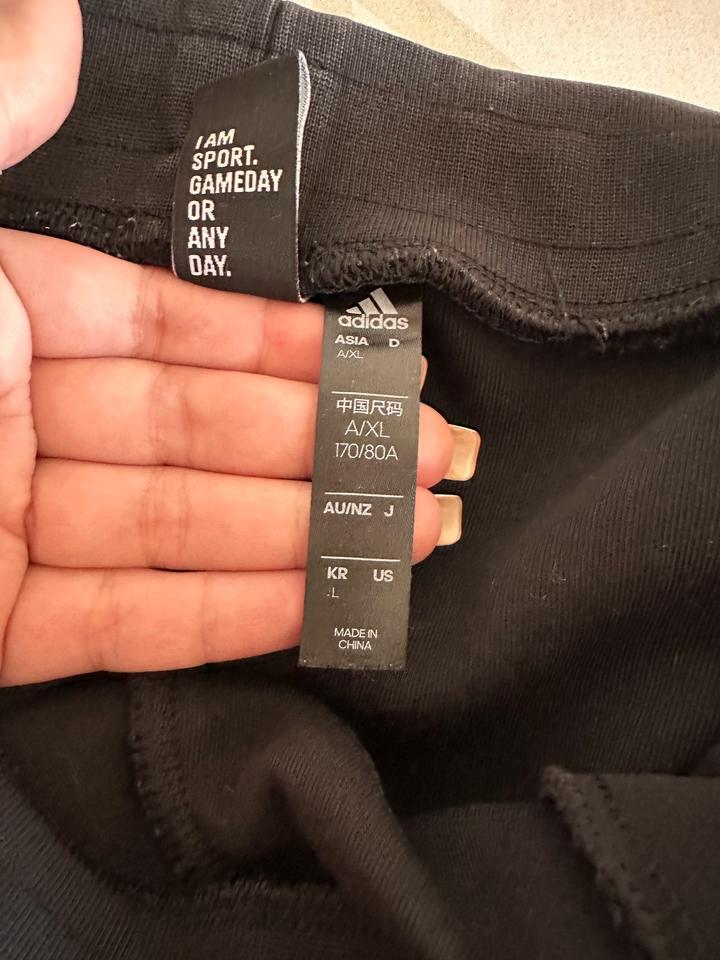 I AM
SPORT.
GAMEDAY
OR
ANY
DAY.
adidas
ASIA D
A/XL
中国尺码
A/XL
170/80A
AU/NZ J
KR US
L
MADE IN
CHINA